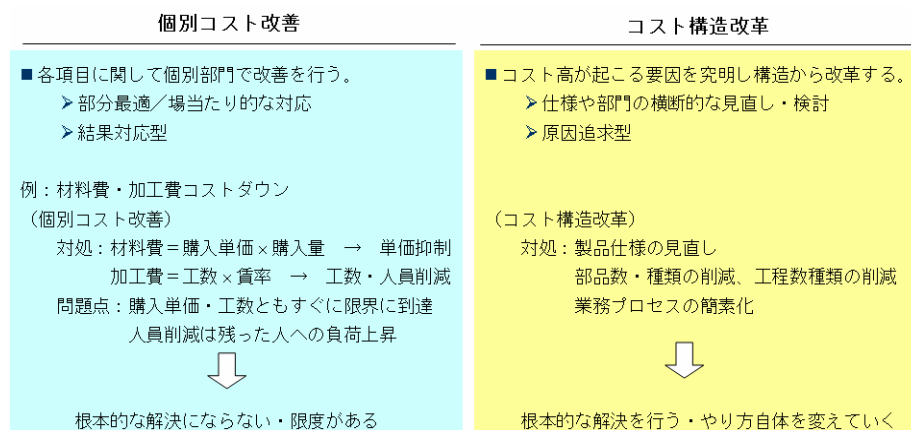 個別コスト改善
■各項目に関して個別部門で改善を行う。
➢部分最適／場当たり的な対応
➢結果対応型
例：材料費・加工費コストダウン
（個別コスト改善）
対処：材料費＝購入単価×購入量　→　単価抑制
加工費＝工数×賃率　→　工数・人員削減
問題点：購入単価・工数ともすぐに限界に到達
人員削減は残った人への負荷上昇
根本的な解決にならない・限度がある
コスト構造改革
■コスト高が起こる要因を究明し構造から改革する。
➢仕様や部門の横断的な見直し・検討
➢原因追求型
（コスト構造改革）
対処：製品仕様の見直し
部品数・種類の削減、工程数種類の削減
業務プロセスの簡素化
根本的な解決を行う・やり方自体を変えていく